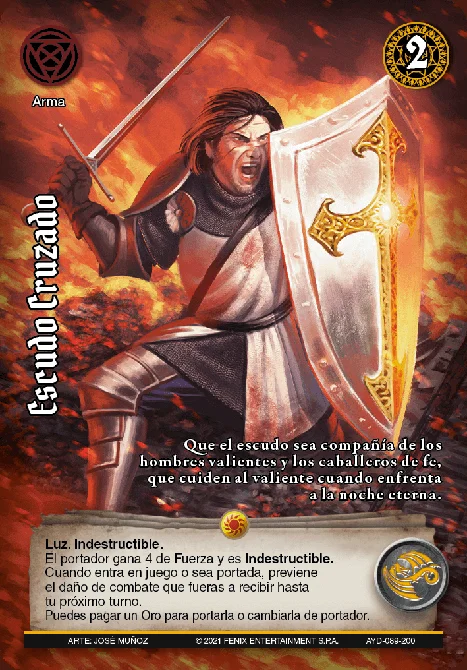 2
Arma
Escudo Cruzado
Que el escudo sea compañía de los
hombres valientes y los caballeros de fe,
que cuiden al valiente cuando enfrenta
a la noche eterna.
Luz. Indestructible.
El portador gana 4 de Fuerza y es Indestructible.
Cuando entra en juego o sea portada, previene
el daño de combate que fueras a recibir hasta
tu próximo turno.
Puedes pagar un Oro para portarla o cambiarla de portador.
ARTE: JOSÉ MUÑOZ © 2021 FENIX ENTERTAINMENT S.R.A. AYD-069-200